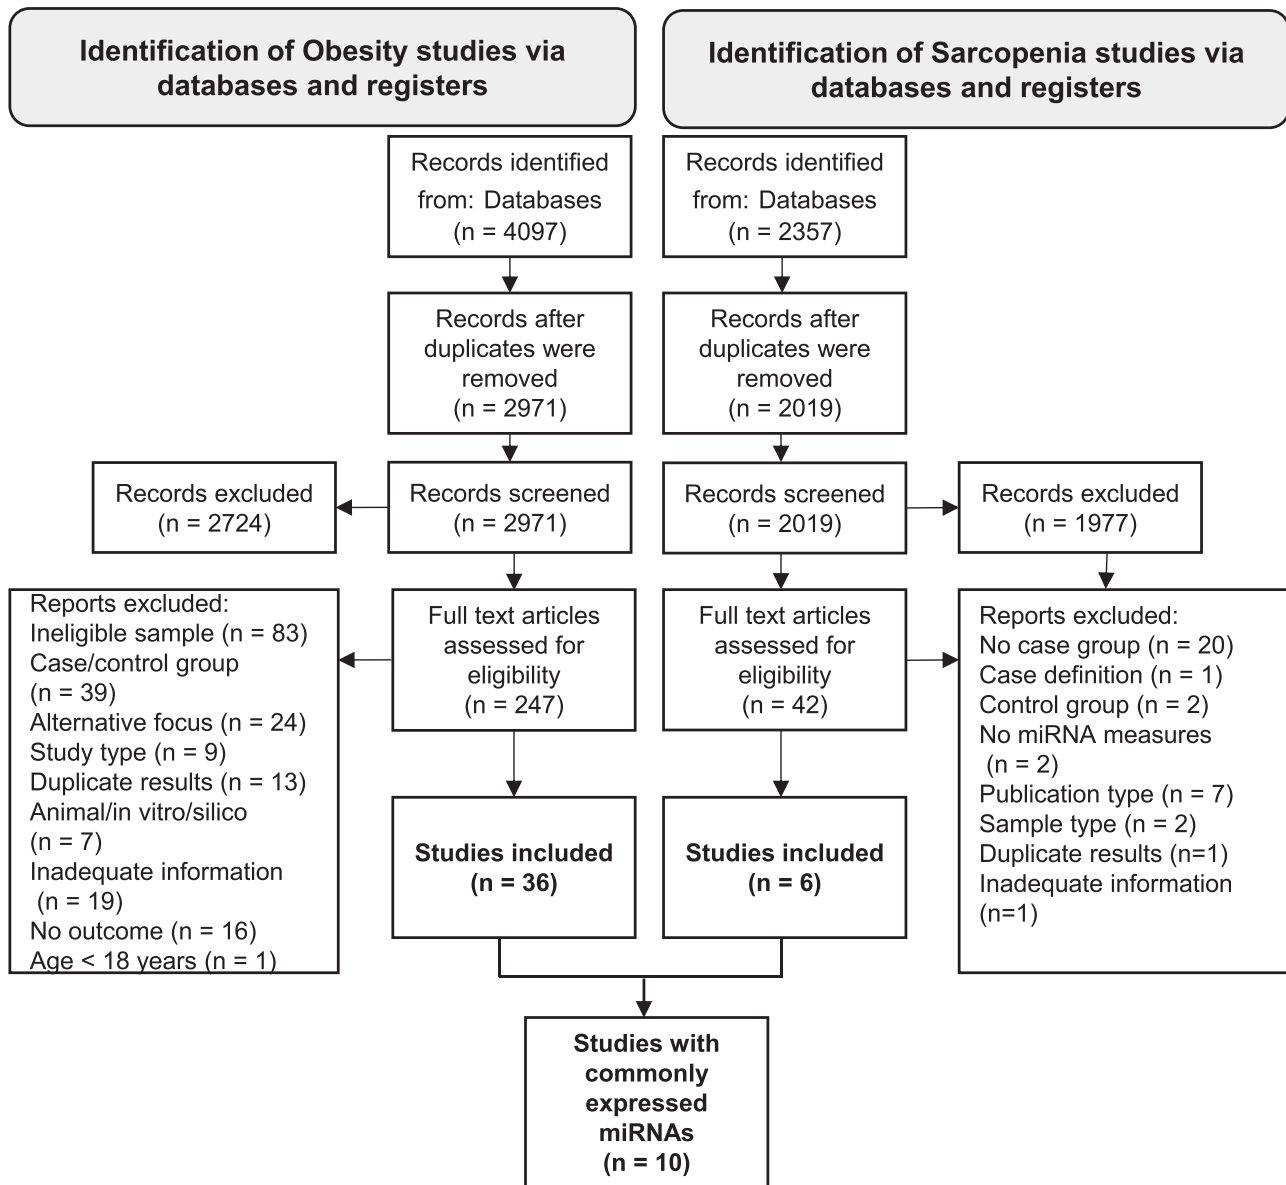 Identification of Obesity studies via
databases and registers
Identification of Sarcopenia studies via
databases and registers
Records identified
from: Databases
(n = 4097)
Records identified
from: Databases
(n = 2357)
Records after
duplicates were
removed
(n = 2971)
Records after
duplicates were
removed
(n = 2019)
Records excluded
(n = 2724)
Records screened
(n = 2971)
Records screened
(n = 2019)
Records excluded
(n = 1977)
Reports excluded:
Ineligible sample (n = 83)
Case/control group
(n = 39)
Alternative focus (n = 24)
Study type (n = 9)
Duplicate results (n = 13)
Animal/in vitro/silico
(n = 7)
Inadequate information
(n = 19)
No outcome (n = 16)
Age < 18 years (n = 1)
Full text articles
assessed for
eligibility
(n = 247)
Full text articles
assessed for
eligibility
(n = 42)
Reports excluded:
No case group (n = 20)
Case definition (n = 1)
Control group (n = 2)
No miRNA measures
(n = 2)
Publication type (n = 7)
Sample type (n = 2)
Duplicate results (n=1)
Inadequate information
(n=1)
Studies included
(n = 36)
Studies included
(n = 6)
Studies with
commonly
expressed
miRNAs
(n = 10)